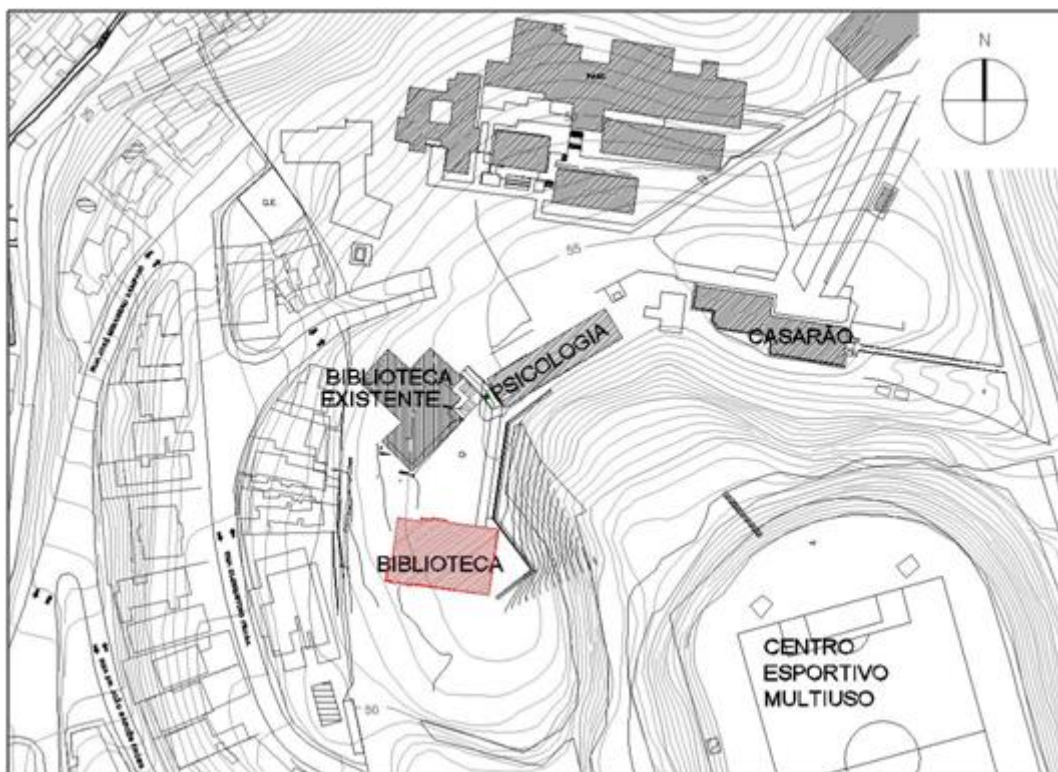 N
55
CASARÃO
PSICOLOGIA
BIBLIOTECA
EXISTENTE
BIBLIOTECA
CENTRO
ESPORTIVO
MULTIUSO
50